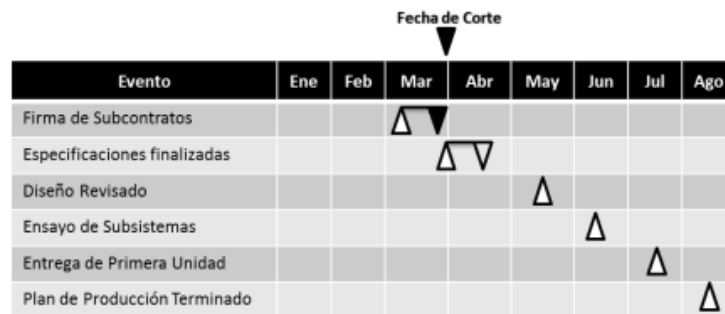 Fecha de Corte
Evento Ene Feb Mar Abr May Jun Jul Ago
Firma de Subcontratos
Especificaciones finalizadas
Diseño Revisado
Ensayo de Subsistemas
Entrega de Primera Unidad
Plan de Producción Terminado